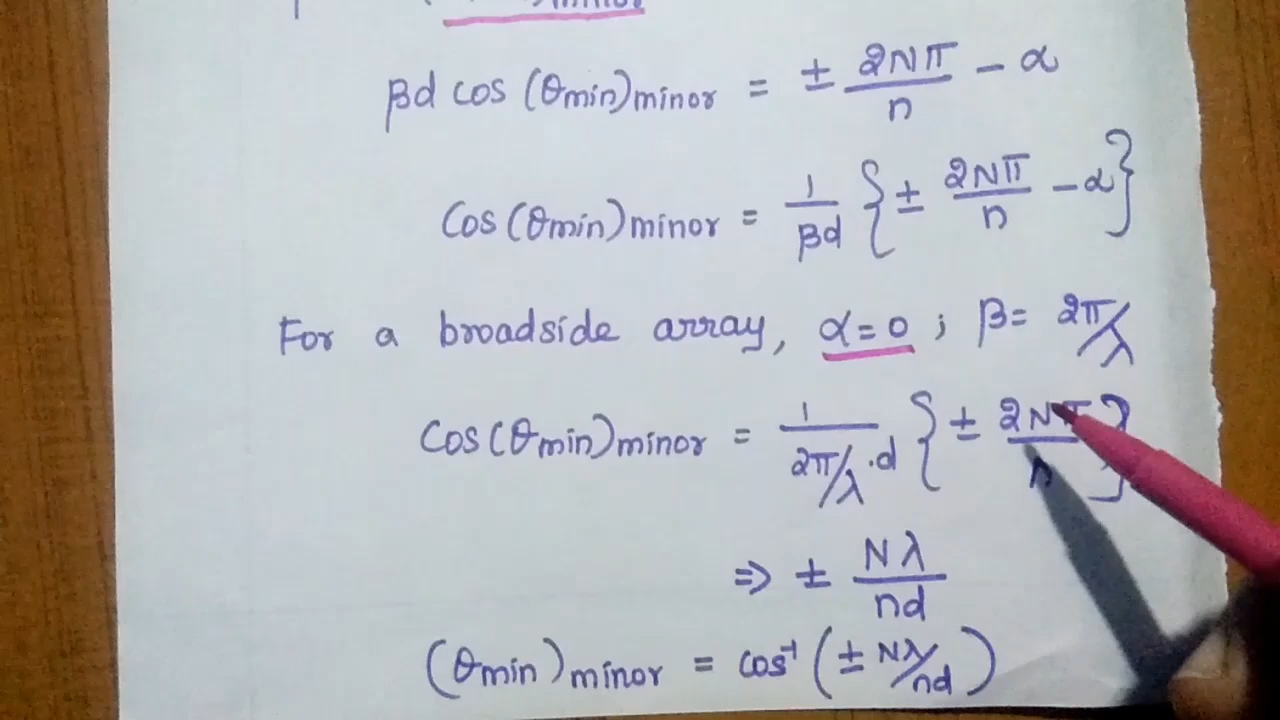 βd cos (θmin)minor = ± 2Nπ/n - α
Cos(θmin)minor = 1/βd {± 2Nπ/n - α}
For a broadside array, α=0 ; β= 2π/λ
Cos(θmin)minor = 1/(2π/λ .d) {± 2Nπ/n}
⇒ ± Nλ/nd
(θmin)minor = cos⁻¹ (± Nλ/nd)